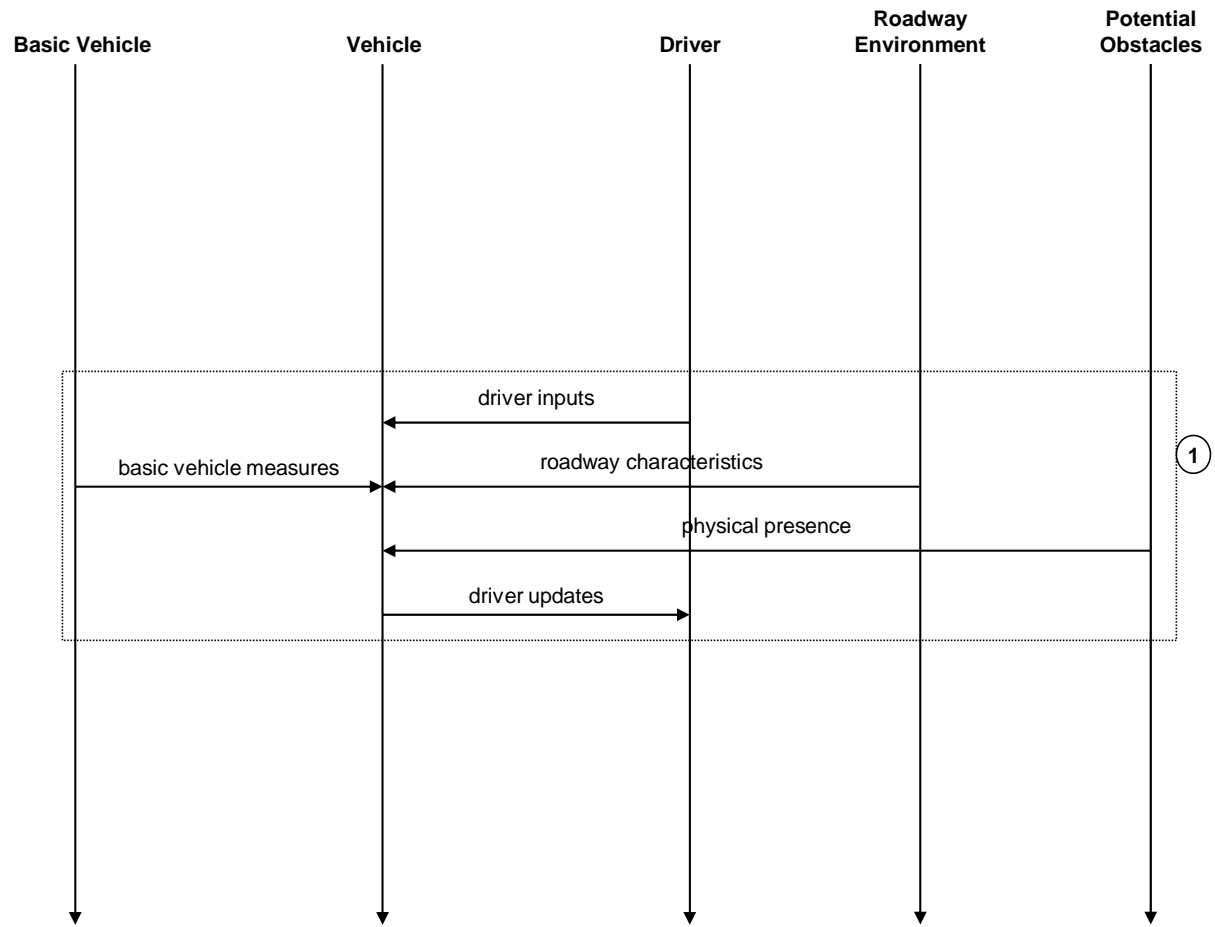 Basic Vehicle
Vehicle
Driver
Roadway
Environment
Potential
Obstacles
driver inputs
1
basic vehicle measures
roadway characteristics
physical presence
driver updates